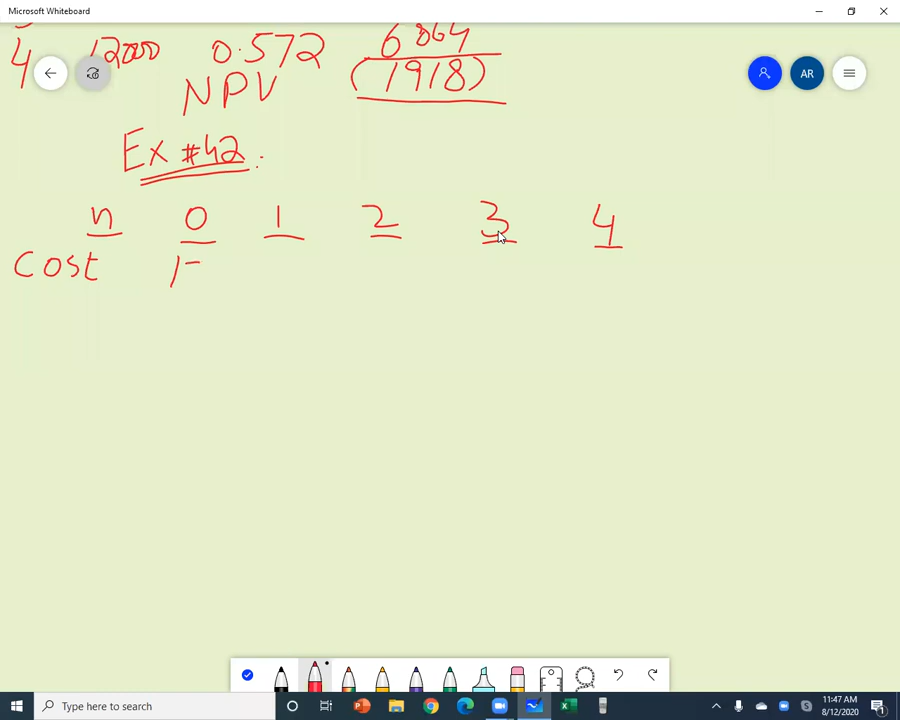 Microsoft Whiteboard
4 12000 0.572 6864
NPV (1918)
AR
Ex #42:
n 0 1 2 3 4
Cost
Type here to search
11:47 AM
8/12/2020